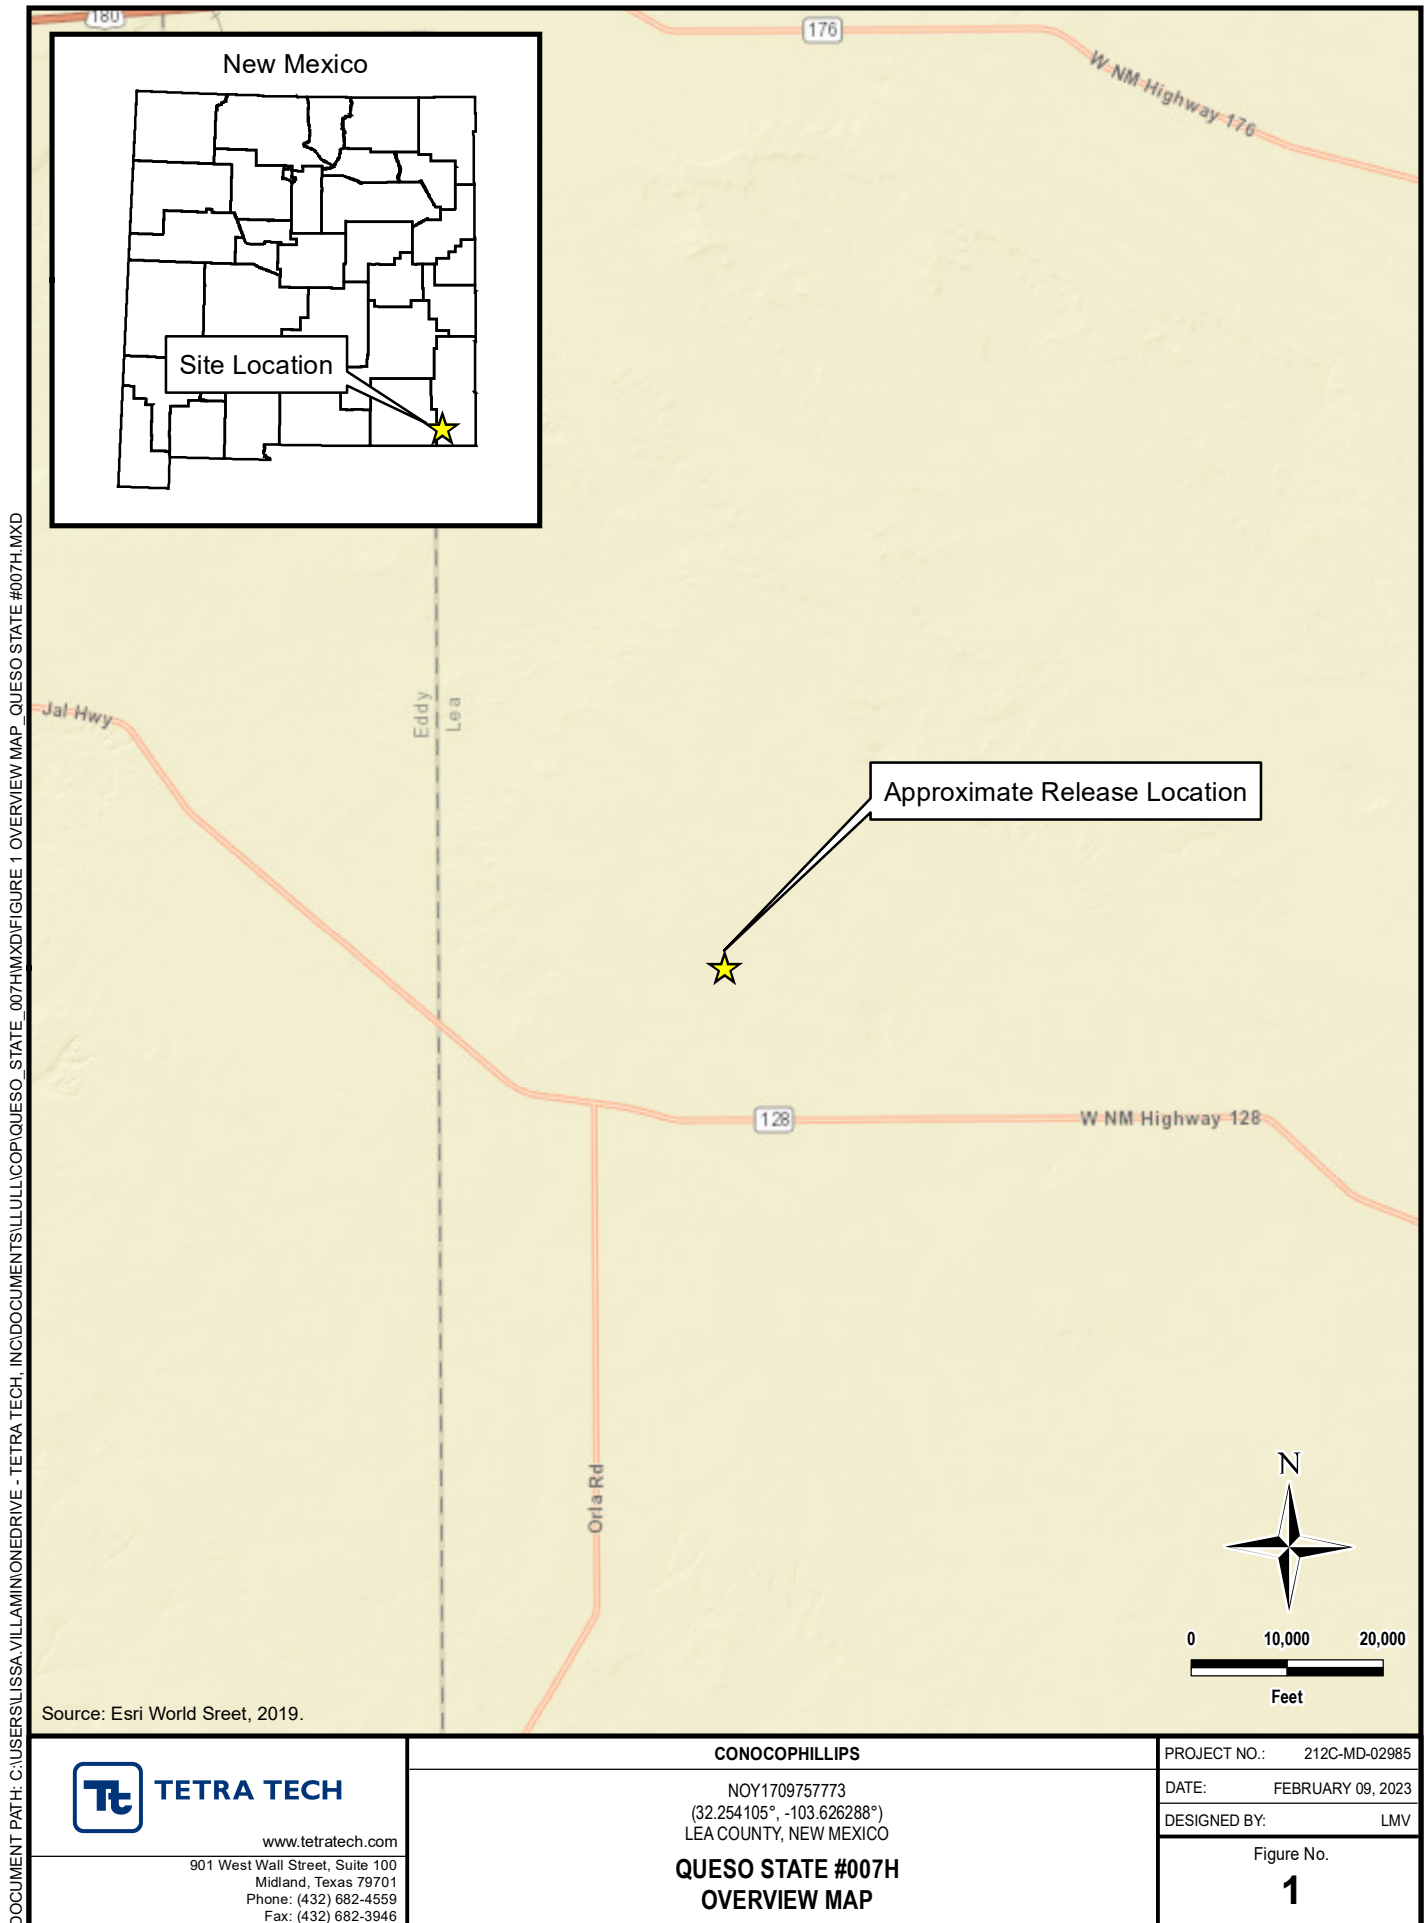 180
176
W NM Highway 176
New Mexico
Site Location
Jal Hwy
Eddy
Lea
Approximate Release Location
128
W NM Highway 128
Orla Rd
N
0 10,000 20,000
Feet
Source: Esri World Sreet, 2019.
DOCUMENT PATH: C:\USERS\LISSA.VILLAMIN\ONEDRIVE - TETRA TECH, INC\DOCUMENTS\LLULL\COP\QUESO_STATE_007H\MXD\FIGURE 1 OVERVIEW MAP_QUESO STATE #007H.MXD
Tt TETRA TECH
www.tetratech.com
901 West Wall Street, Suite 100
Midland, Texas 79701
Phone: (432) 682-4559
Fax: (432) 682-3946
CONOCOPHILLIPS
NOY1709757773
(32.254105°, -103.626288°)
LEA COUNTY, NEW MEXICO
QUESO STATE #007H
OVERVIEW MAP
PROJECT NO.: 212C-MD-02985
DATE: FEBRUARY 09, 2023
DESIGNED BY: LMV
Figure No.
1